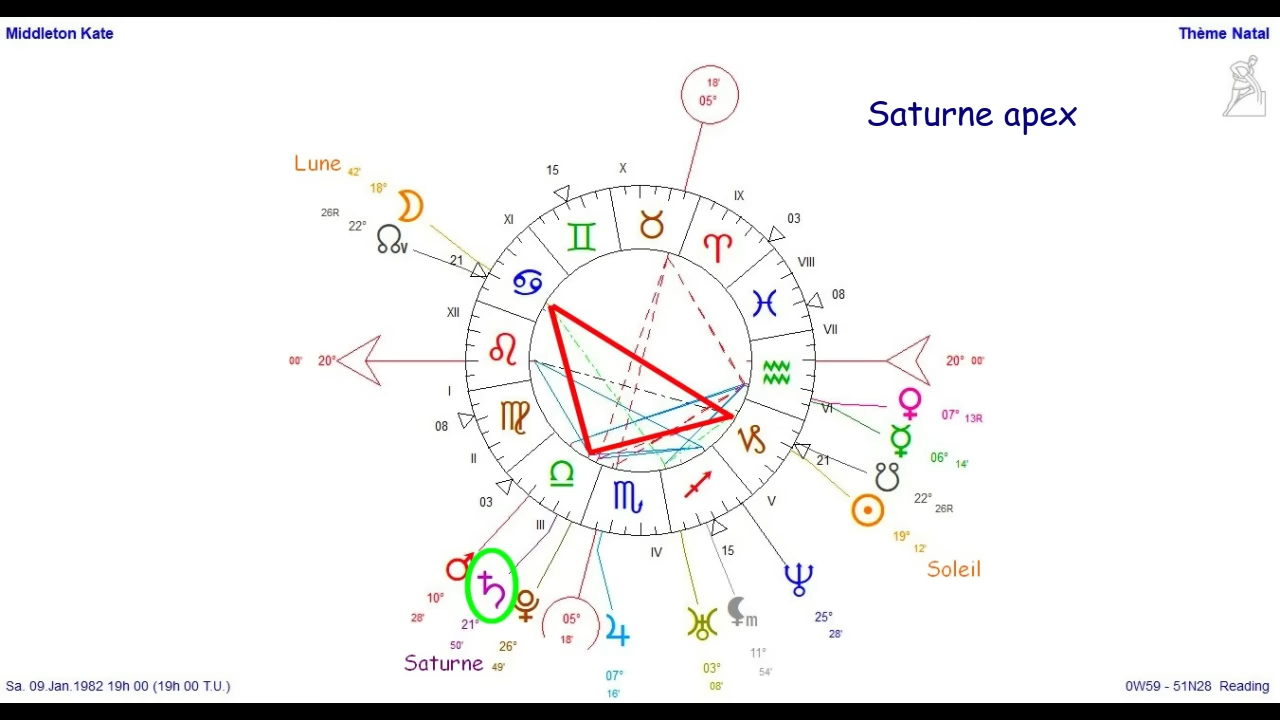 Middleton Kate
Thème Natal
18'
05°
Saturne apex
Lune 42'
18°
15
X
IX
26R
22°
V
XI
03
21
VIII
08
XII
VII
00' 20°
20° 00'
I
VI
07° 13R
08
06° 14'
21
II
22°
26R
03
V
III
19°
12'
IV
15
Soleil
10°
28'
21°
50'
05°
18'
m
25°
28'
26°
49'
Saturne
07°
16'
03°
08'
11°
54'
Sa. 09.Jan.1982 19h 00 (19h 00 T.U.)
0W59 - 51N28 Reading